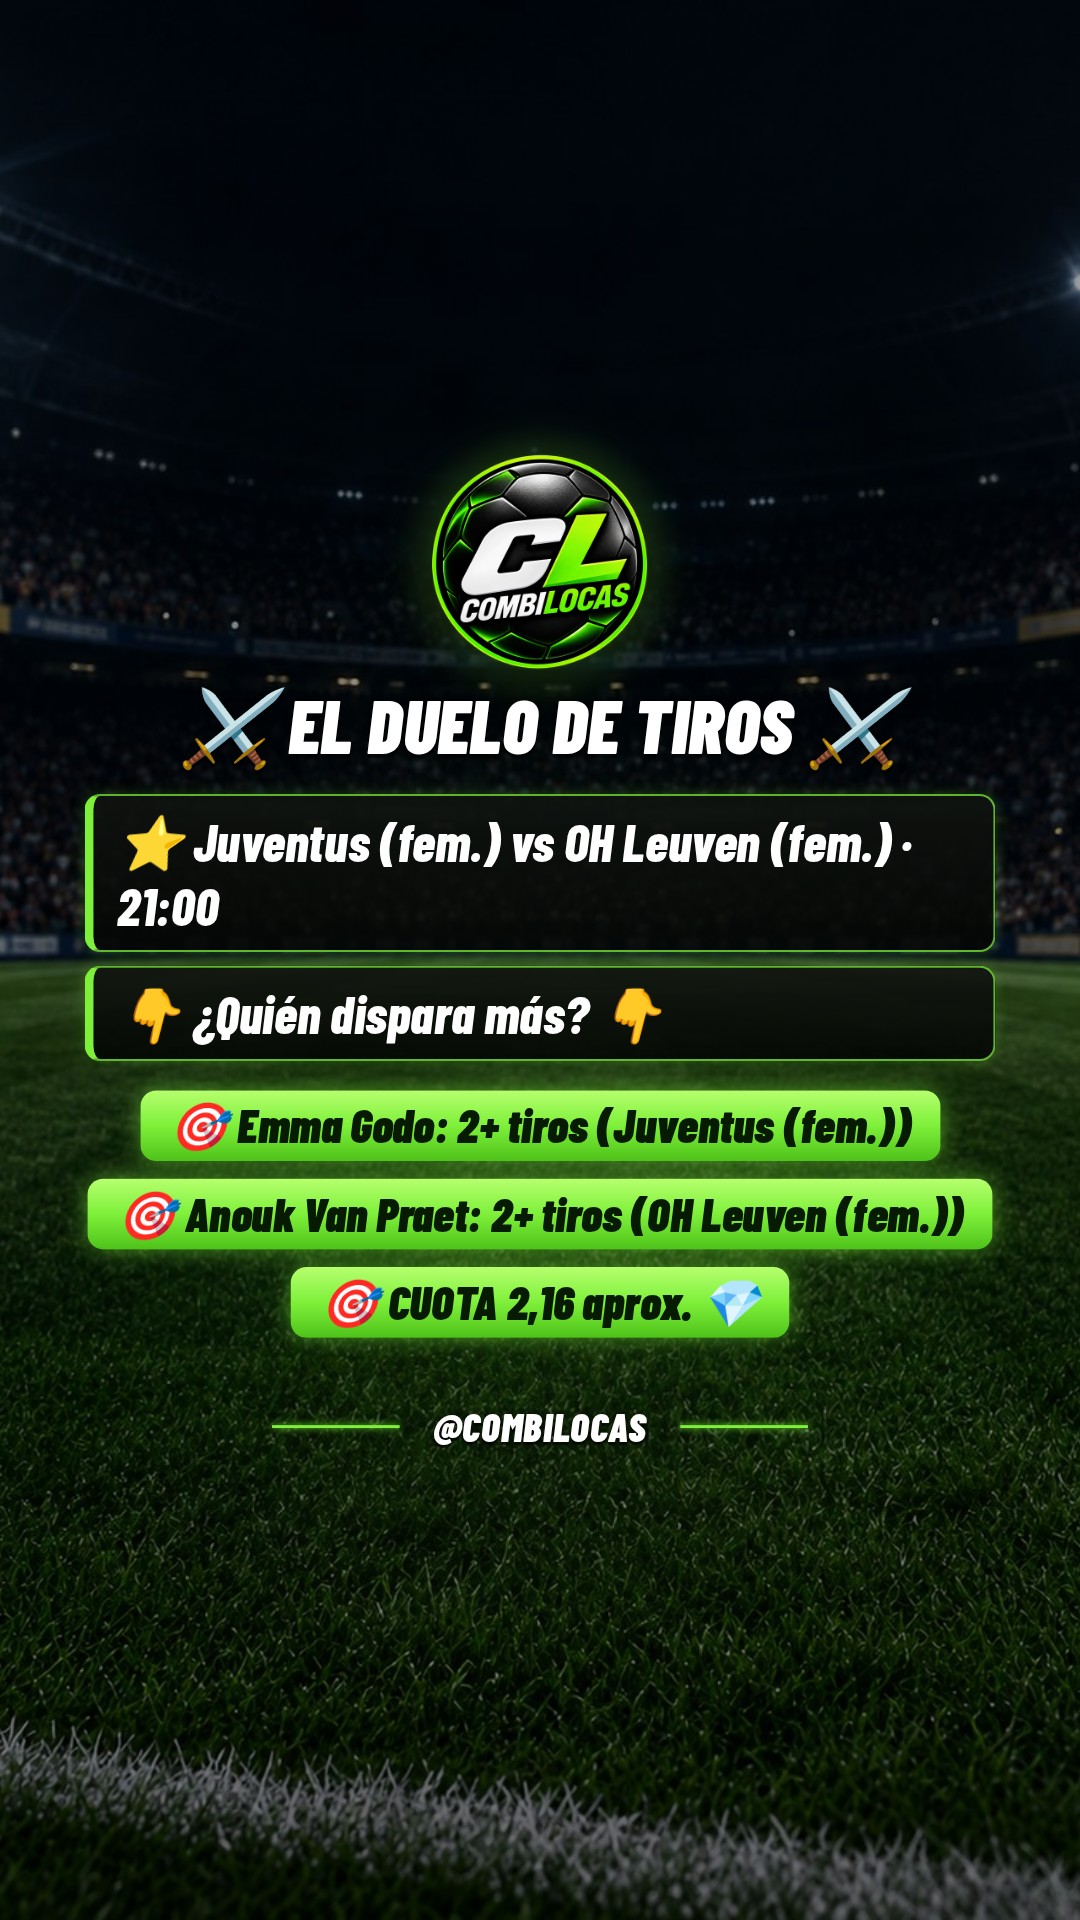 CL
COMBILOCAS
⚔️ EL DUELO DE TIROS ⚔️
⭐ Juventus (fem.) vs OH Leuven (fem.) ·
21:00
👇 ¿Quién dispara más? 👇
🎯 Emma Godo: 2+ tiros (Juventus (fem.))
🎯 Anouk Van Praet: 2+ tiros (OH Leuven (fem.))
🎯 CUOTA 2,16 aprox. 💎
@COMBILOCAS